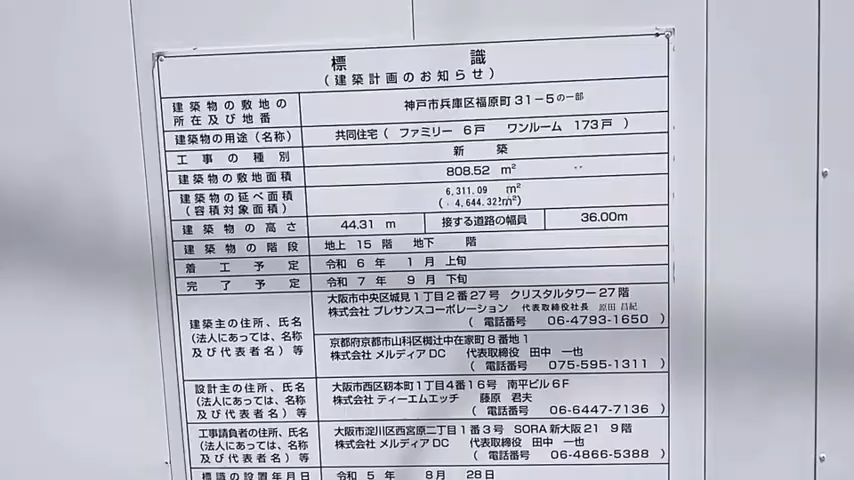 標識
(建築計画のお知らせ)
建築物の敷地の所在及び地番 神戸市兵庫区福原町31-5の一部
建築物の用途(名称) 共同住宅( ファミリー 6戸 ワンルーム 173戸 )
工事の種別 新築
建築物の敷地面積 808.52 m²
建築物の延べ面積(容積対象面積) 6,311.09 m²
( 4,644.32m²)
建築物の高さ 44.31 m 接する道路の幅員 36.00m
建築物の階段 地上 15 階 地下 階
着工予定 令和 6 年 1 月 上旬
完了予定 令和 7 年 9 月 下旬
建築主の住所、氏名
(法人にあっては、名称
及び代表者名)等
大阪市中央区城見1丁目2番27号 クリスタルタワー27階
株式会社 プレサンスコーポレーション 代表取締役社長 原田 昌紀
( 電話番号 06-4793-1650 )
京都府京都市山科区椥辻中在家町8番地1
株式会社 メルディアDC 代表取締役 田中 一也
( 電話番号 075-595-1311 )
設計主の住所、氏名
(法人にあっては、名称
及び代表者名)等
大阪市西区靭本町1丁目4番16号 南平ビル6F
株式会社 ティーエムエッチ 藤原 君夫
( 電話番号 06-6447-7136 )
工事請負者の住所、氏名
(法人にあっては、名称
及び代表者名)等
大阪市淀川区西宮原二丁目1番3号 SORA新大阪21 9階
株式会社 メルディアDC 代表取締役 田中 一也
( 電話番号 06-4866-5388 )
標識の設置年月日 令和 5 年 8月 28日